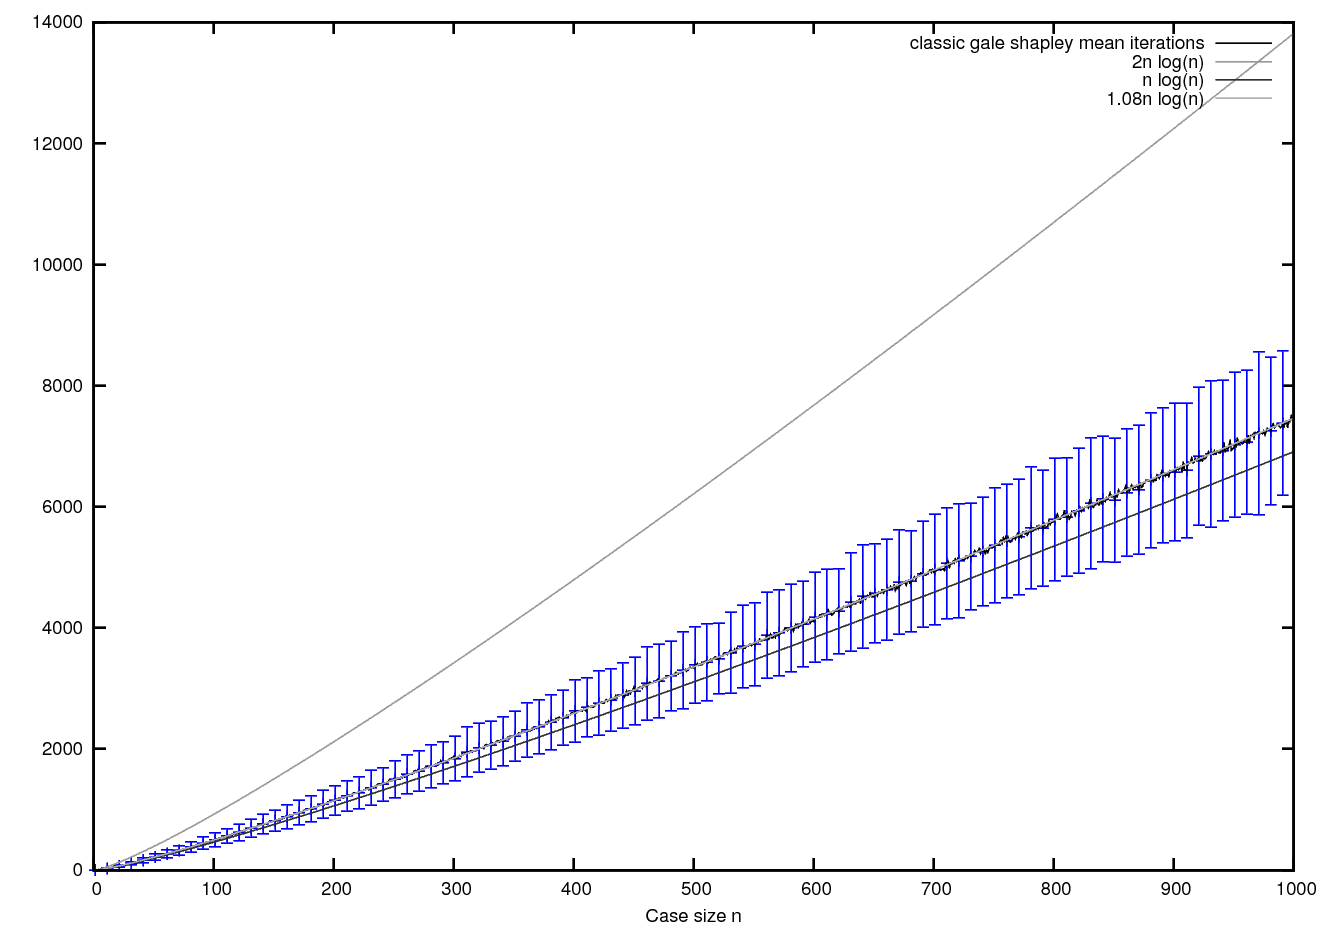 14000
12000
10000
8000
6000
4000
2000
0
classic gale shapley mean iterations
2n log(n)
n log(n)
1.08n log(n)
0 100 200 300 400 500 600 700 800 900 1000
Case size n